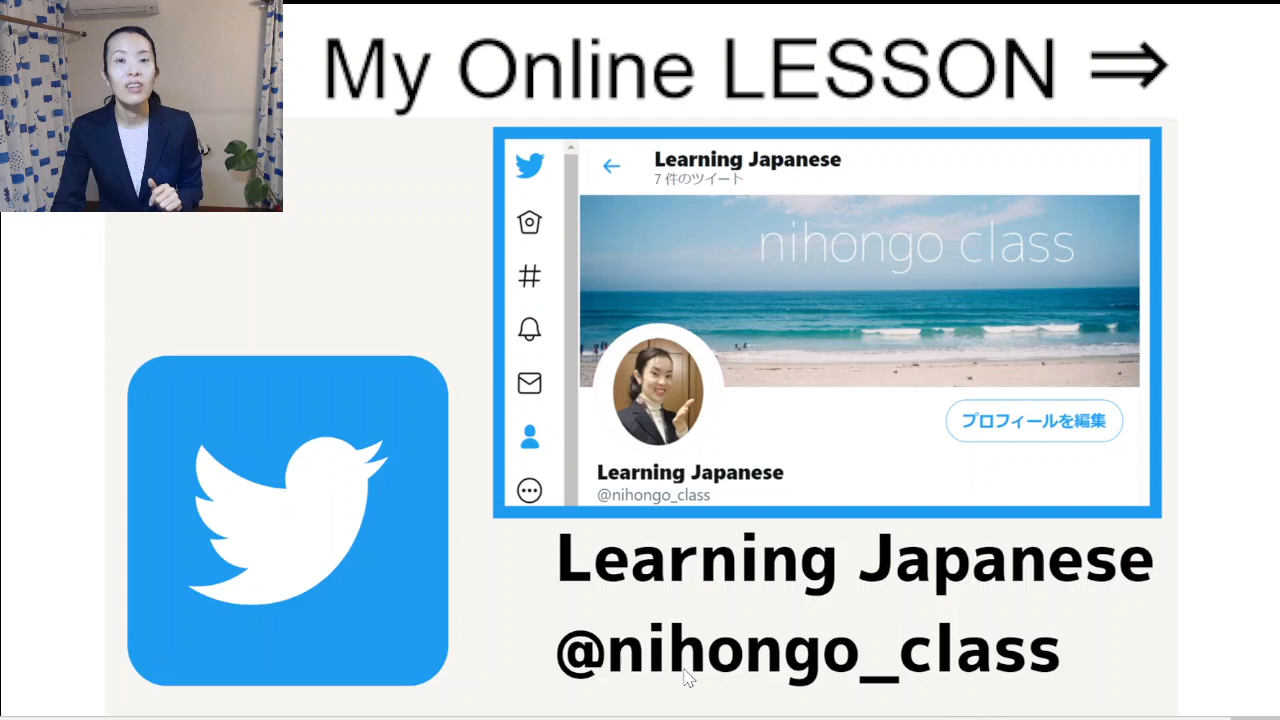 My Online LESSON ⇒
Learning Japanese
7 件のツイート
nihongo class
プロフィールを編集
Learning Japanese
@nihongo_class
Learning Japanese
@nihongo_class